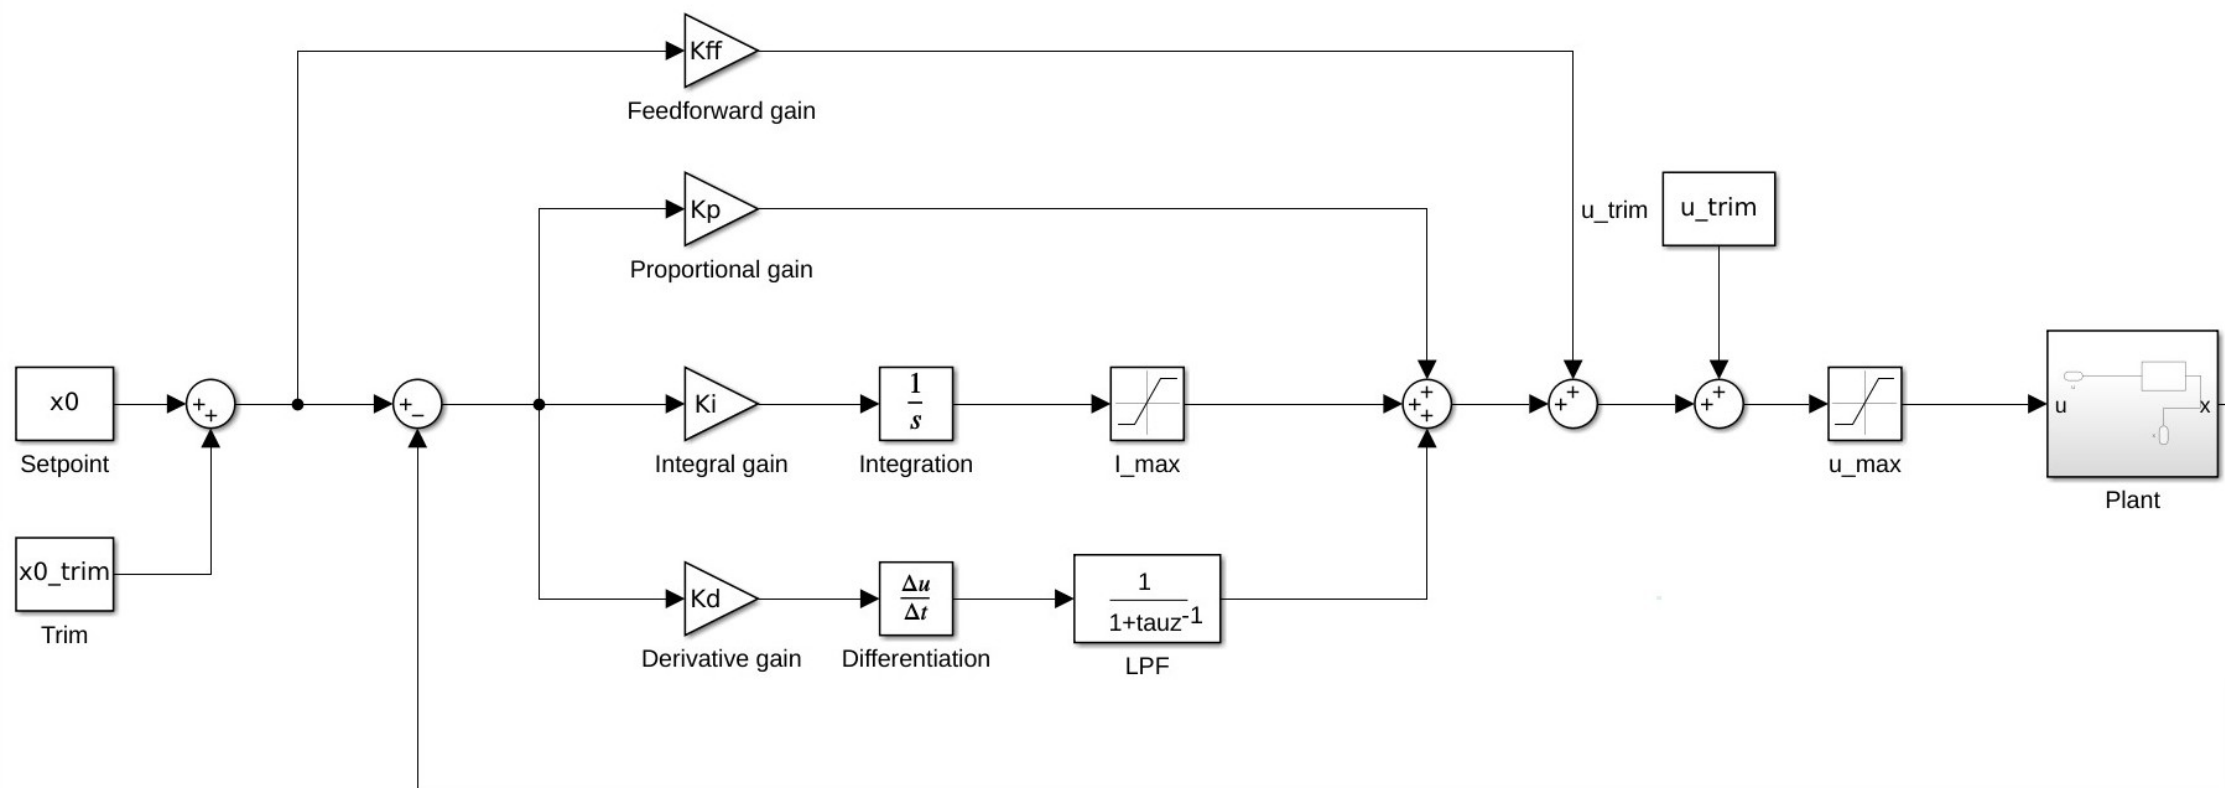 Kff
Feedforward gain
Kp
Proportional gain
u_trim
u_trim
x0
Setpoint
+
+
+
−
Ki
Integral gain
1
s
Integration
I_max
+
+
+
+
+
+
+
u_max
u
x
Plant
x0_trim
Trim
Kd
Derivative gain
Δu
Δt
Differentiation
1
1+tauz-1
LPF